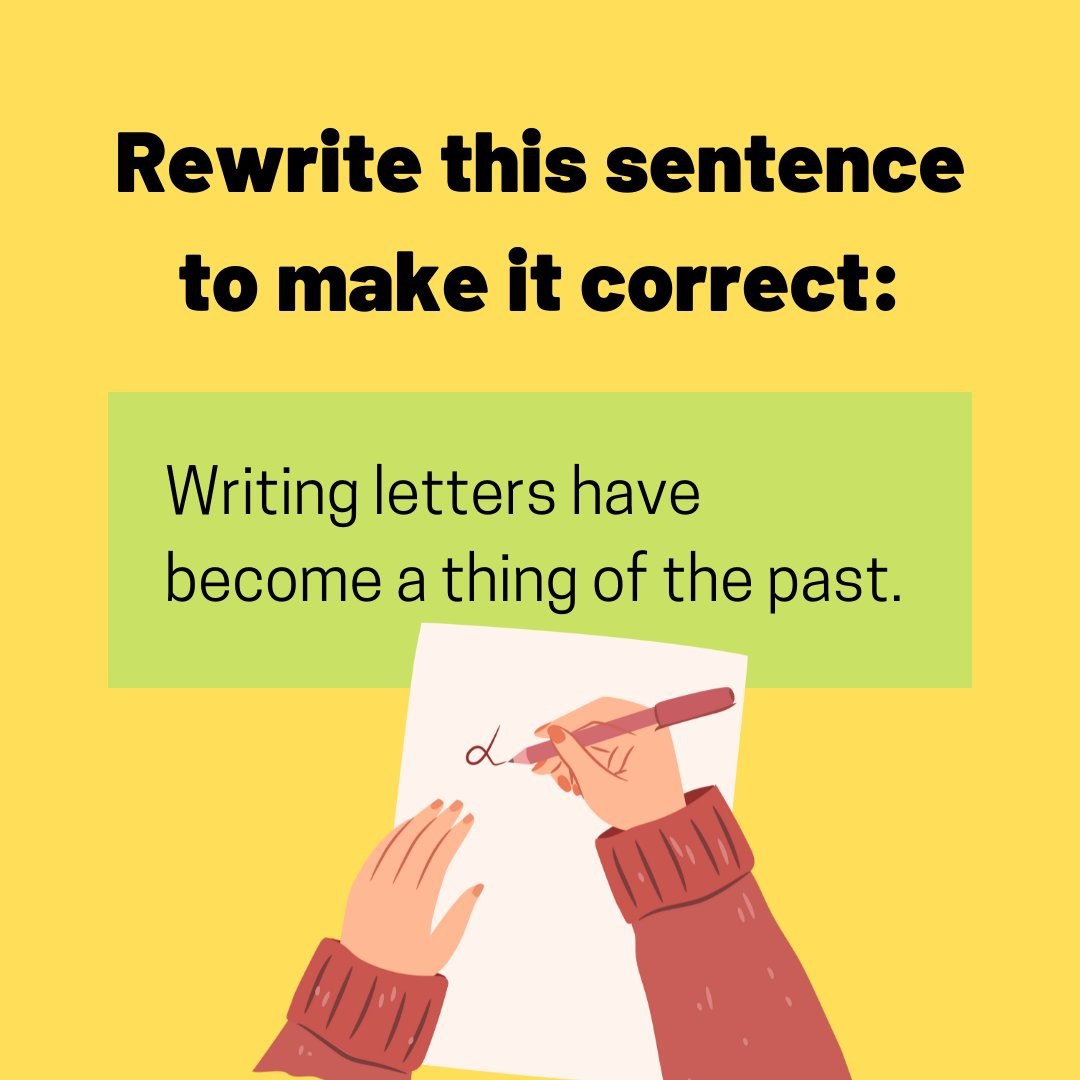 Rewrite this sentence
to make it correct:
Writing letters have
become a thing of the past.